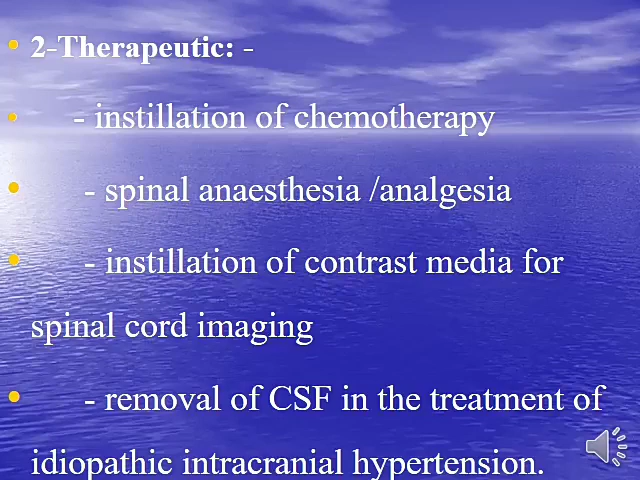 2-Therapeutic: -
- instillation of chemotherapy
- spinal anaesthesia /analgesia
- instillation of contrast media for
spinal cord imaging
- removal of CSF in the treatment of
idiopathic intracranial hypertension.